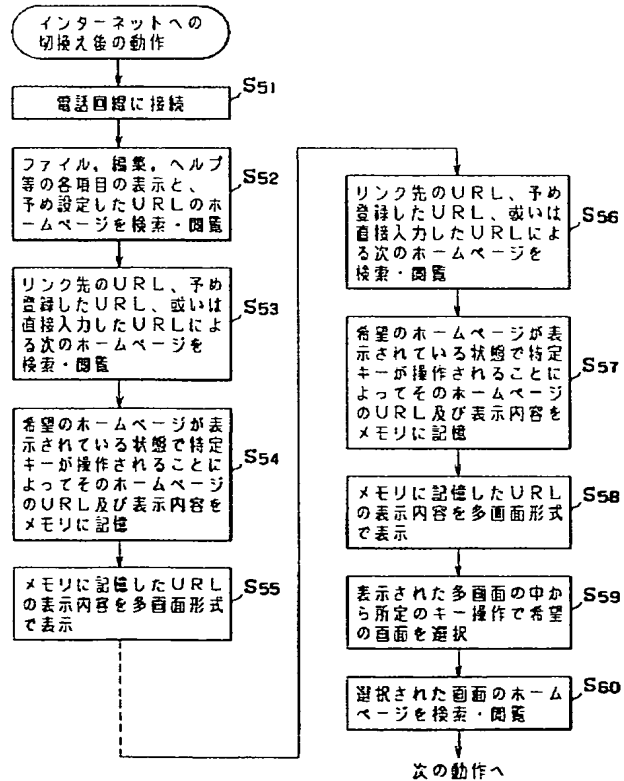 インターネットへの
切換え後の動作
S51
電話回線に接続
S52
ファイル，編集，ヘルプ
等の各項目の表示と、
予め設定したＵＲＬのホ
ームページを検索・閲覧
S53
リンク先のＵＲＬ、予め
登録したＵＲＬ、或いは
直接入力したＵＲＬによ
る次のホームページを
検索・閲覧
S54
希望のホームページが表
示されている状態で特定
キーが操作されることに
よってそのホームページ
のＵＲＬ及び表示内容を
メモリに記憶
S55
メモリに記憶したＵＲＬ
の表示内容を多画面形式
で表示
S56
リンク先のＵＲＬ、予め
登録したＵＲＬ、或いは
直接入力したＵＲＬによ
る次のホームページを
検索・閲覧
S57
希望のホームページが表
示されている状態で特定
キーが操作されることに
よってそのホームページ
のＵＲＬ及び表示内容を
メモリに記憶
S58
メモリに記憶したＵＲＬ
の表示内容を多画面形式
で表示
S59
表示された多画面の中か
ら所定のキー操作で希望
の画面を選択
S60
選択された画面のホーム
ページを検索・閲覧
次の動作へ